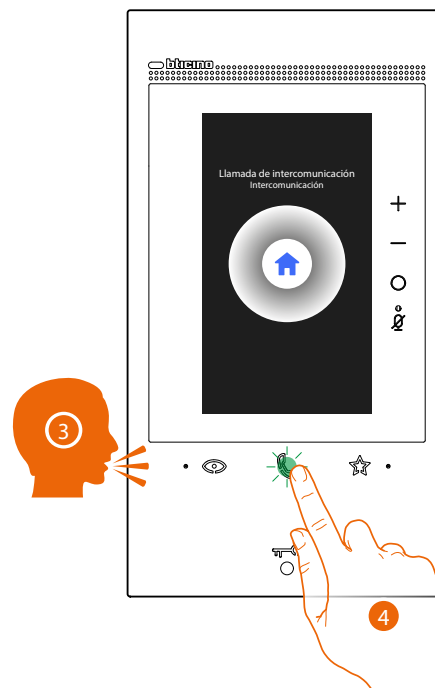 bticino
Llamada de intercomunicación
Intercomunicación
3
4